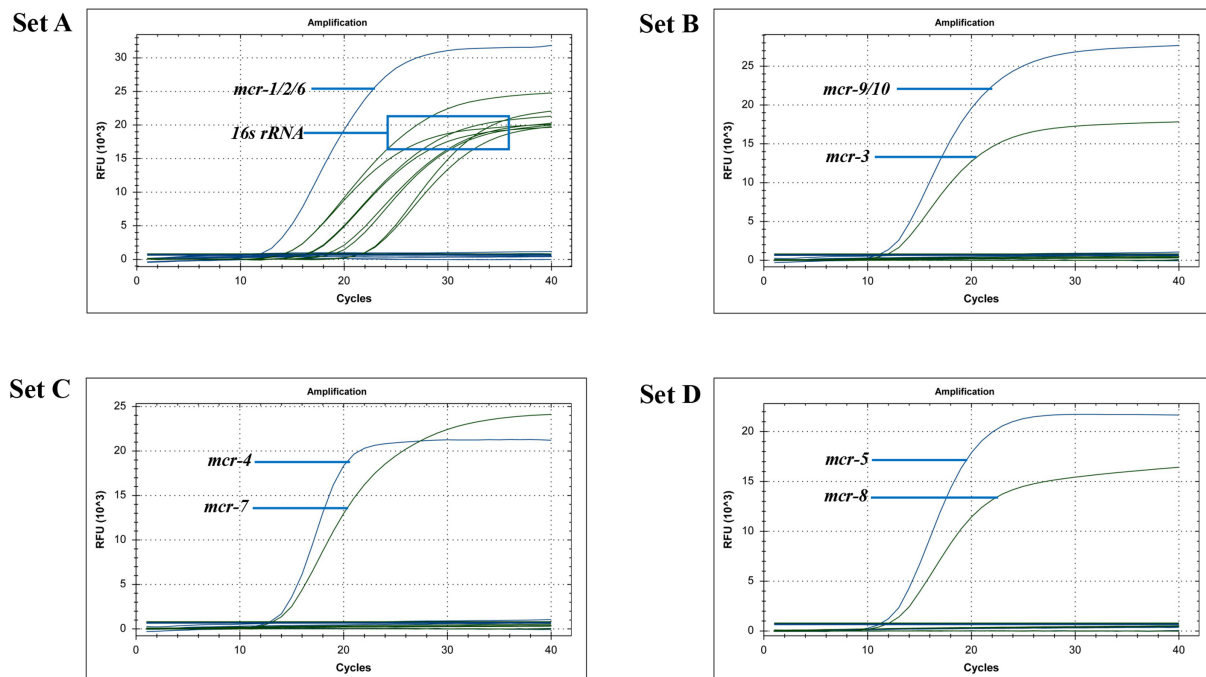 Set A
Amplification
RFU (10^3)
30
25
20
15
10
5
0
mcr-1/2/6
16s rRNA
0
10
20
30
40
Cycles
Set B
Amplification
RFU (10^3)
25
20
15
10
5
0
mcr-9/10
mcr-3
0
10
20
30
40
Cycles
Set C
Amplification
RFU (10^3)
25
20
15
10
5
0
mcr-4
mcr-7
0
10
20
30
40
Cycles
Set D
Amplification
RFU (10^3)
20
15
10
5
0
mcr-5
mcr-8
0
10
20
30
40
Cycles